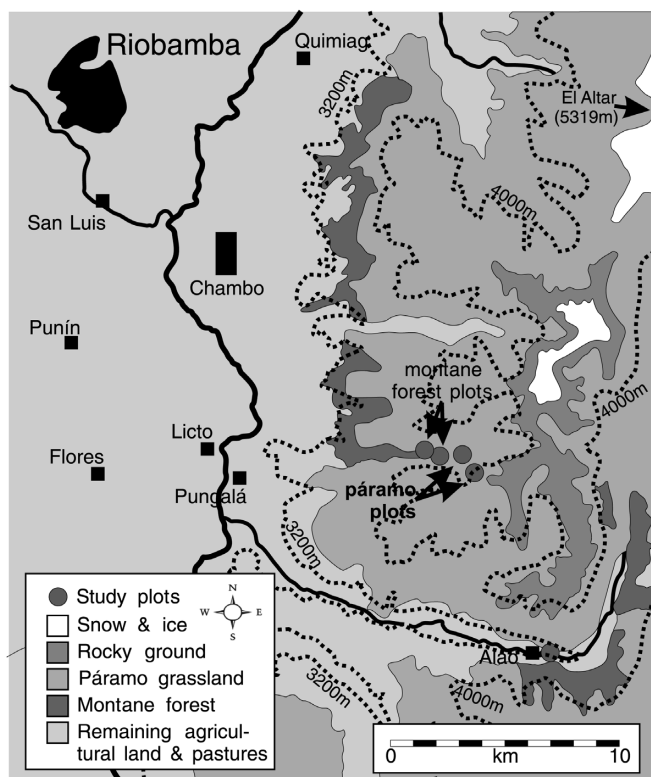 Riobamba
Quimiag
3200m
El Altar
(5319m)
4000m
San Luis
Chambo
Punín
montane
forest plots
4000m
Licto
Flores
Pungalá
páramo
plots
3200m
N
W E
S
Study plots
Snow & ice
Rocky ground
Páramo grassland
Montane forest
Remaining agricul-
tural land & pastures
Alao
3200m
4000m
0 km 10